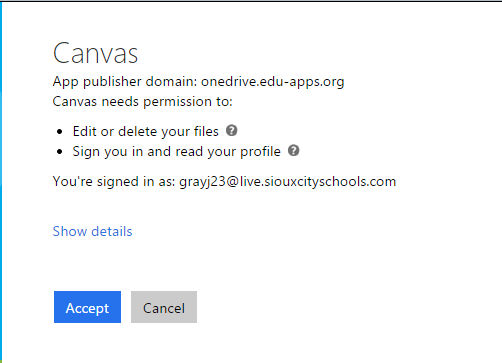 Canvas
App publisher domain: onedrive.edu-apps.org
Canvas needs permission to:
• Edit or delete your files ?
• Sign you in and read your profile ?
You're signed in as: grayj23@live.siouxcityschools.com
Show details
Accept Cancel